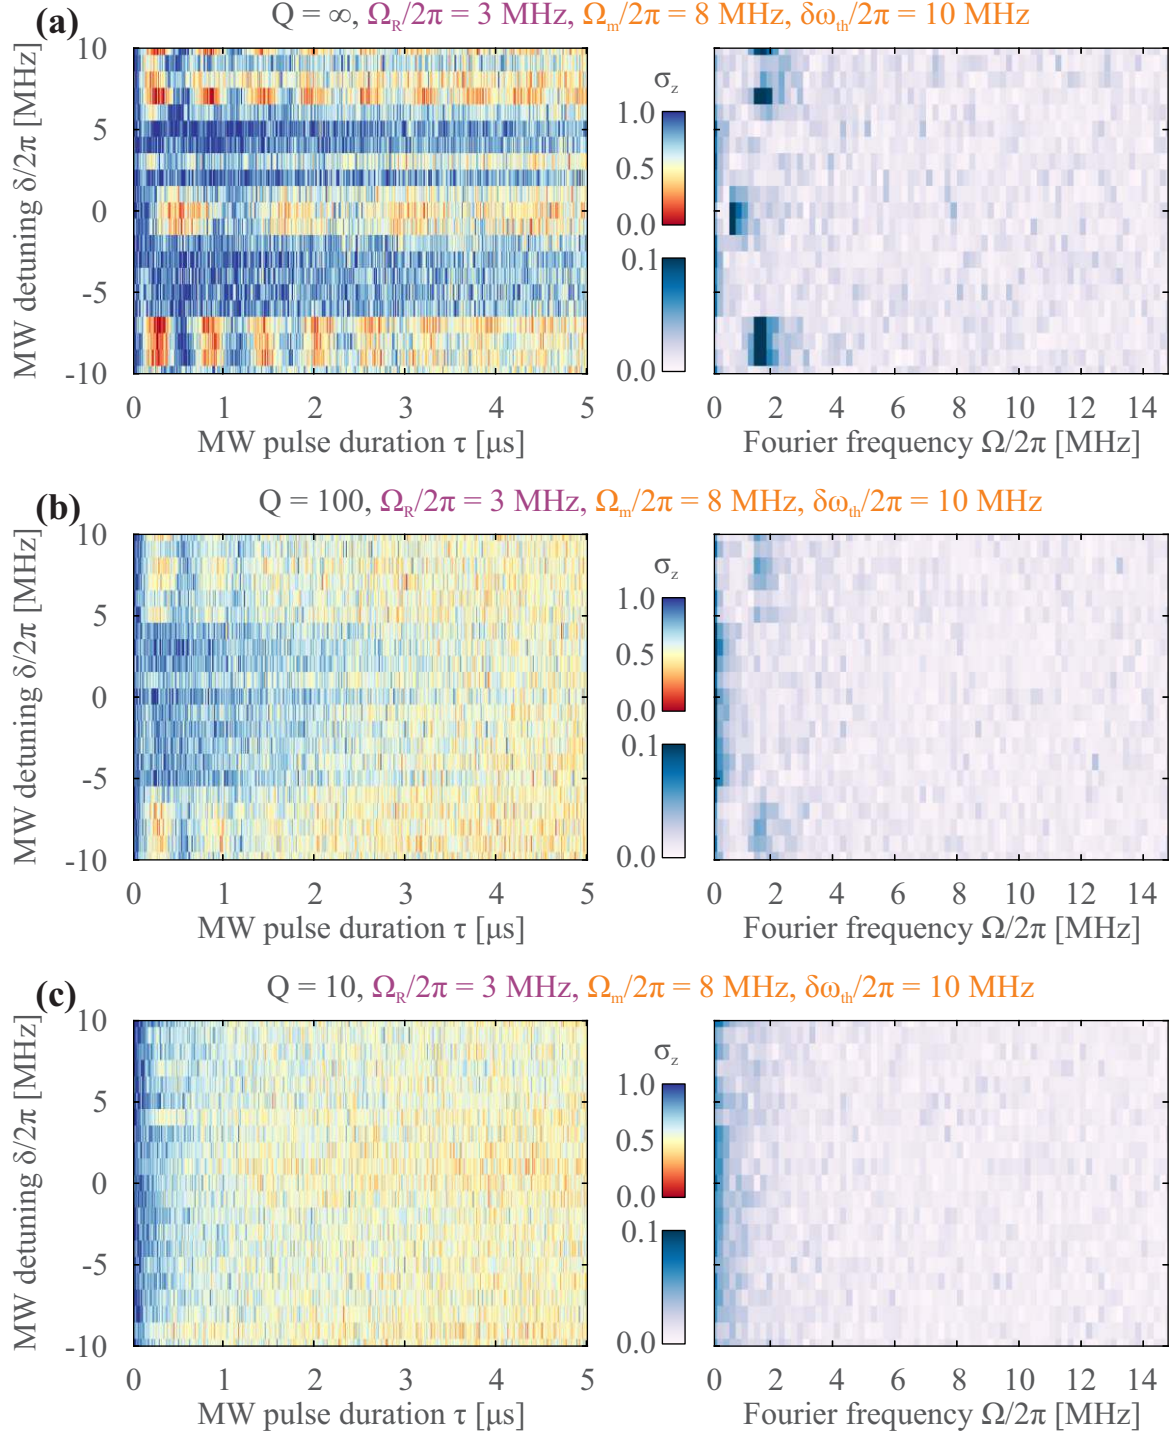 (a) Q = ∞, Ω_R/2π = 3 MHz, Ω_m/2π = 8 MHz, δω_th/2π = 10 MHz
MW detuning δ/2π [MHz]
10
5
0
-5
-10
0 1 2 3 4 5
MW pulse duration τ [μs]
σ_z
1.0
0.5
0.0
0.1
0.0
0 2 4 6 8 10 12 14
Fourier frequency Ω/2π [MHz]
(b) Q = 100, Ω_R/2π = 3 MHz, Ω_m/2π = 8 MHz, δω_th/2π = 10 MHz
MW detuning δ/2π [MHz]
10
5
0
-5
-10
0 1 2 3 4 5
MW pulse duration τ [μs]
σ_z
1.0
0.5
0.0
0.1
0.0
0 2 4 6 8 10 12 14
Fourier frequency Ω/2π [MHz]
(c) Q = 10, Ω_R/2π = 3 MHz, Ω_m/2π = 8 MHz, δω_th/2π = 10 MHz
MW detuning δ/2π [MHz]
10
5
0
-5
-10
0 1 2 3 4 5
MW pulse duration τ [μs]
σ_z
1.0
0.5
0.0
0.1
0.0
0 2 4 6 8 10 12 14
Fourier frequency Ω/2π [MHz]